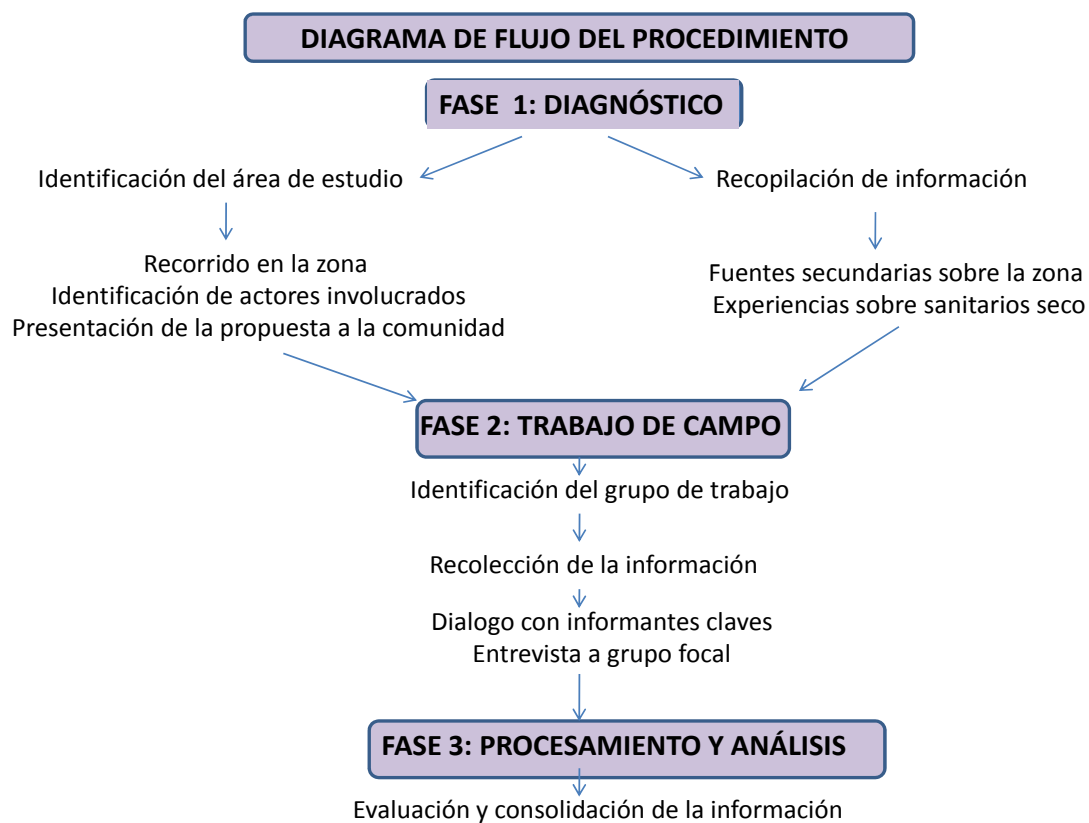 DIAGRAMA DE FLUJO DEL PROCEDIMIENTO
FASE 1: DIAGNÓSTICO
Identificación del área de estudio
Recopilación de información
Recorrido en la zona
Identificación de actores involucrados
Presentación de la propuesta a la comunidad
Fuentes secundarias sobre la zona
Experiencias sobre sanitarios seco
FASE 2: TRABAJO DE CAMPO
Identificación del grupo de trabajo
Recolección de la información
Dialogo con informantes claves
Entrevista a grupo focal
FASE 3: PROCESAMIENTO Y ANÁLISIS
Evaluación y consolidación de la información